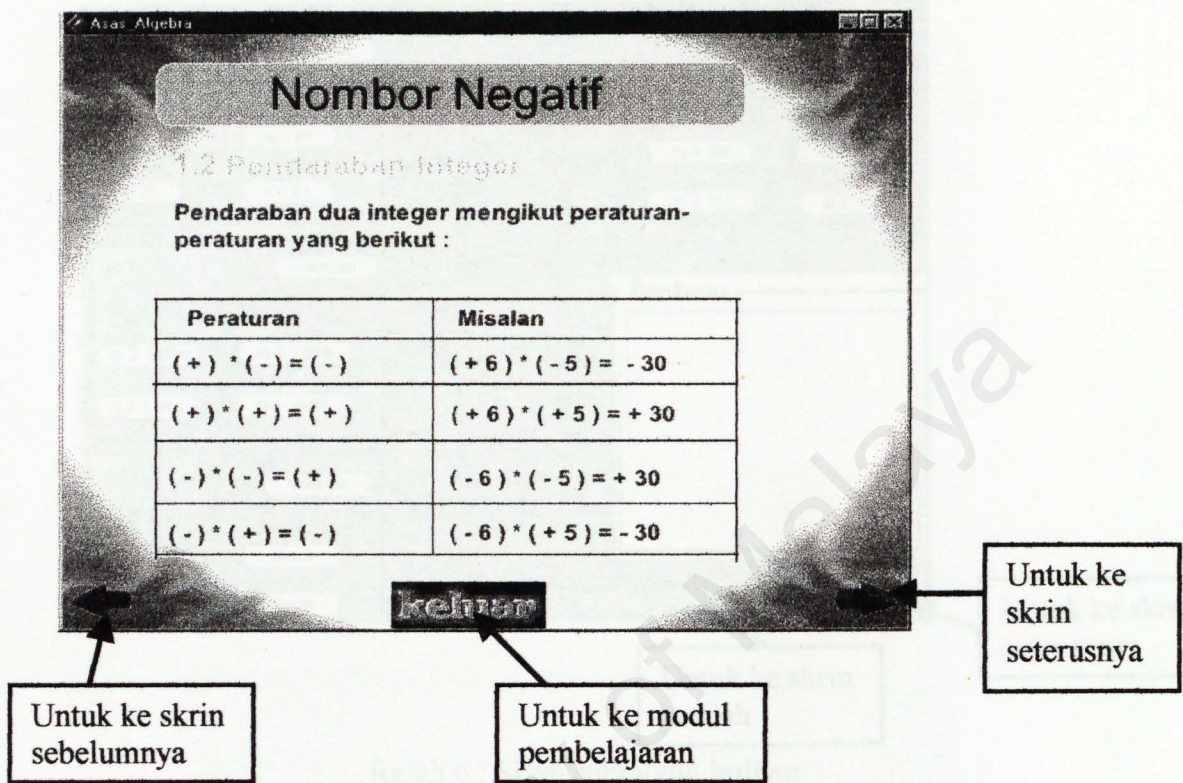 Asas_Algebra
Nombor Negatif
1.2 Pendaraban Integer
Pendaraban dua integer mengikut peraturan-
peraturan yang berikut :
Peraturan Misalan
( + ) * ( - ) = ( - ) ( + 6 ) * ( - 5 ) = - 30
( + ) * ( + ) = ( + ) ( + 6 ) * ( + 5 ) = + 30
( - ) * ( - ) = ( + ) ( - 6 ) * ( - 5 ) = + 30
( - ) * ( + ) = ( - ) ( - 6 ) * ( + 5 ) = - 30
keluar
Untuk ke
skrin
seterusnya
Untuk ke skrin
sebelumnya
Untuk ke modul
pembelajaran
of Malaya